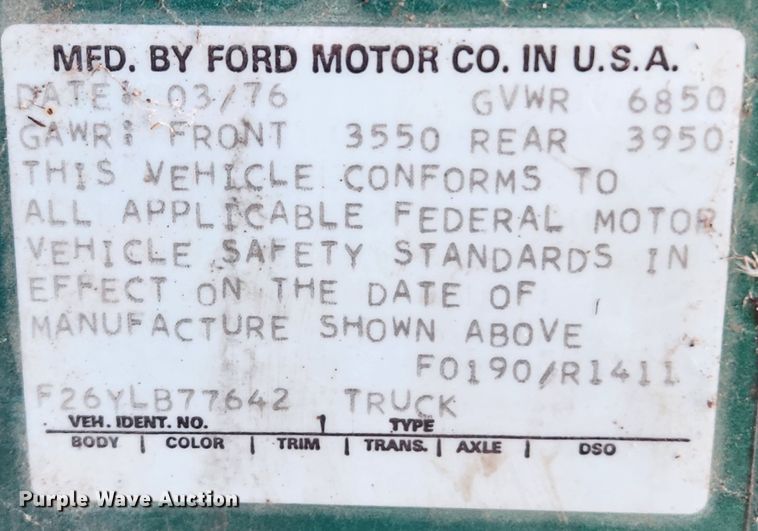 MFD. BY FORD MOTOR CO. IN U.S.A.
DATE: 03/76 GVWR 6850
GAWR: FRONT 3550 REAR 3950
THIS VEHICLE CONFORMS TO
ALL APPLICABLE FEDERAL MOTOR
VEHICLE SAFETY STANDARDS IN
EFFECT ON THE DATE OF
MANUFACTURE SHOWN ABOVE
F0190/R1411
F26YLB77642 TRUCK
VEH. IDENT. NO. | TYPE
BODY | COLOR | TRIM | TRANS. | AXLE | DSO
Purple Wave Auction